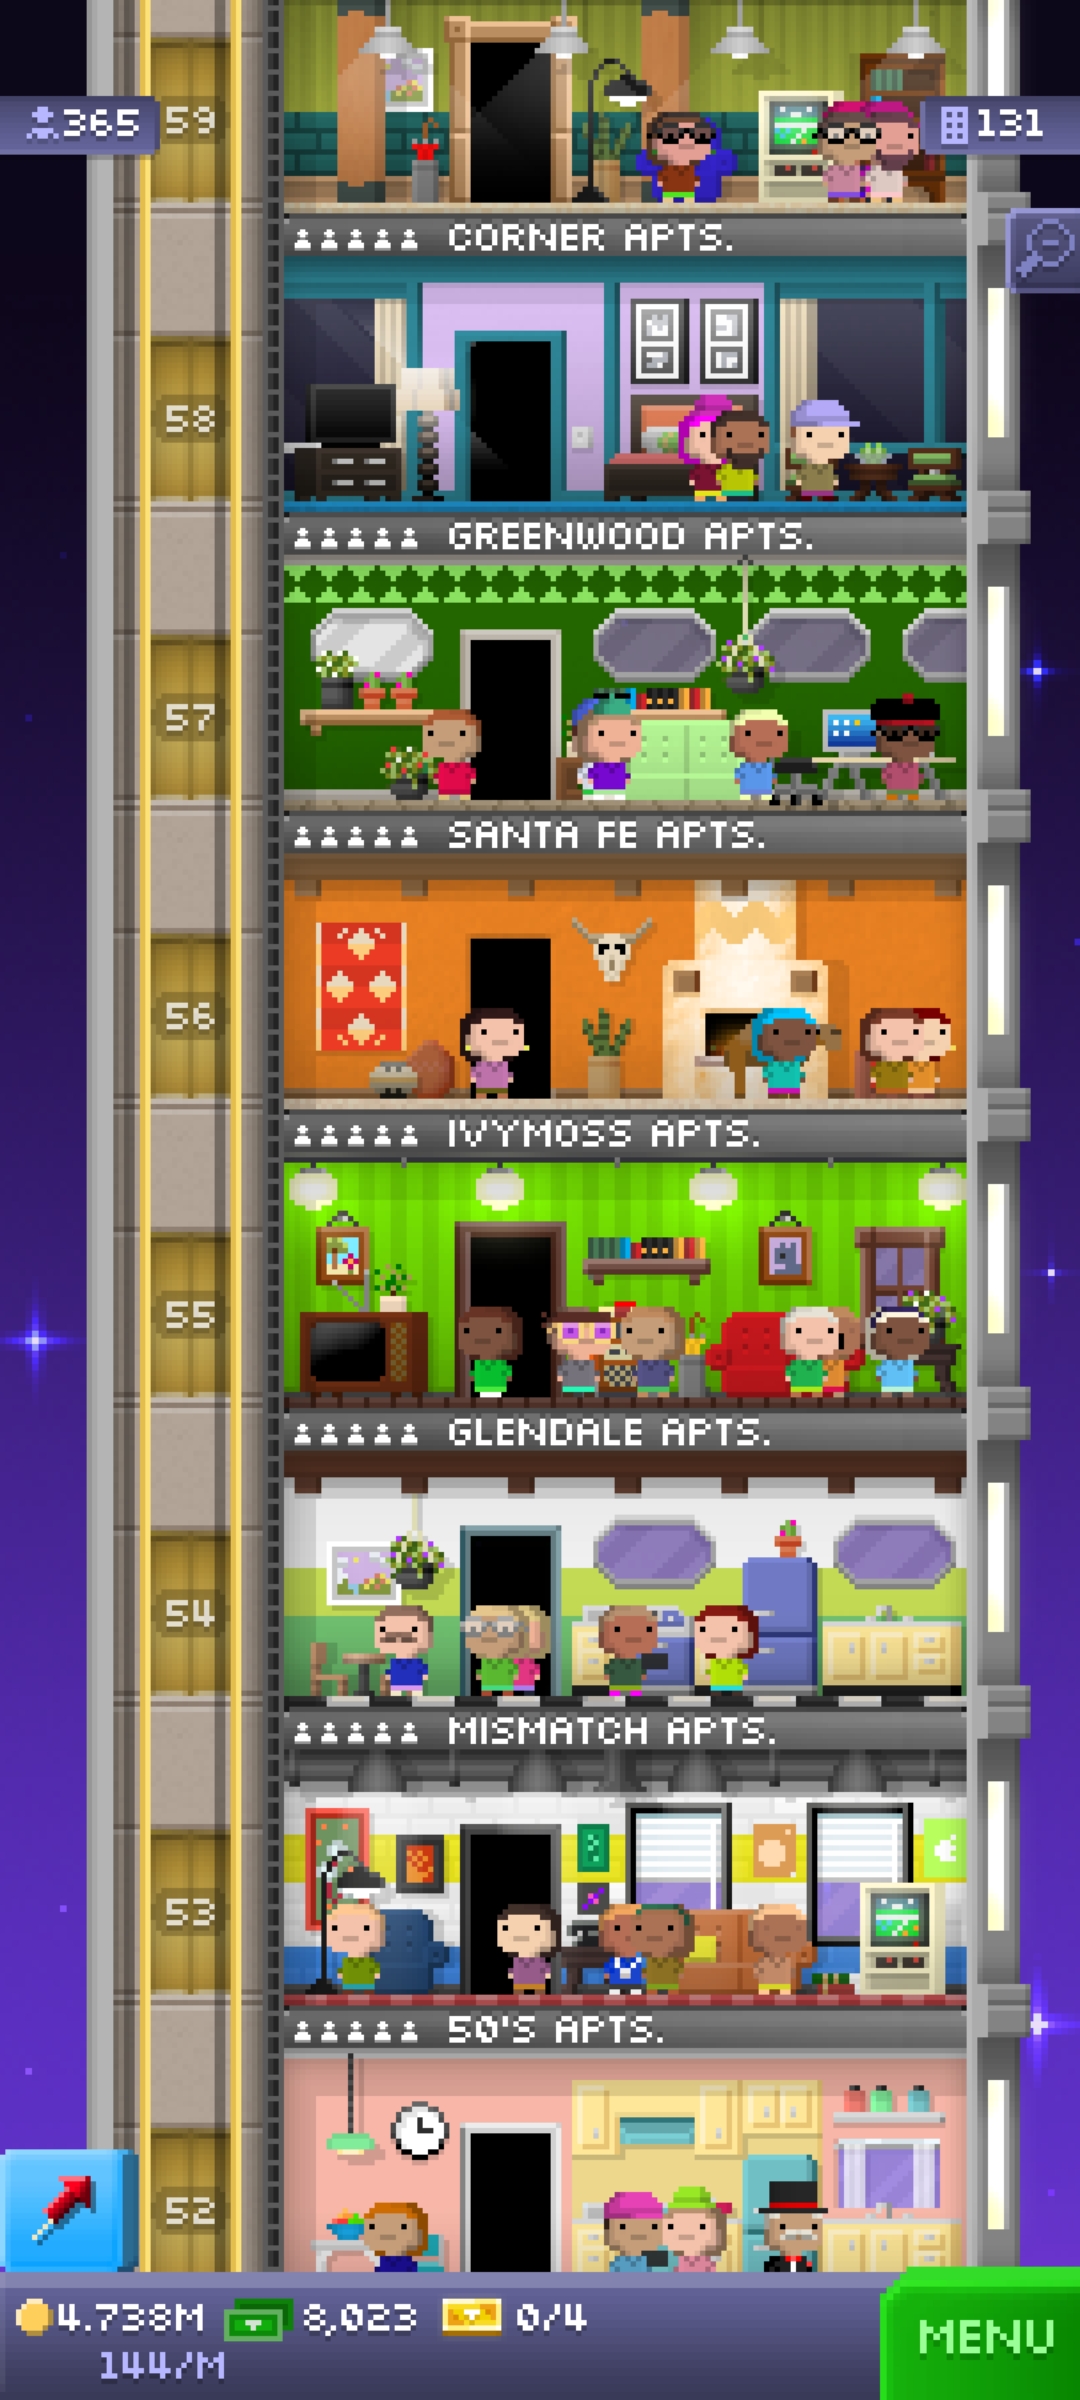 365
59
131
CORNER APTS.
58
GREENWOOD APTS.
57
SANTA FE APTS.
56
IVYMOSS APTS.
55
GLENDALE APTS.
54
MISMATCH APTS.
53
50'S APTS.
52
4.738M 8,023 0/4
144/M
MENU